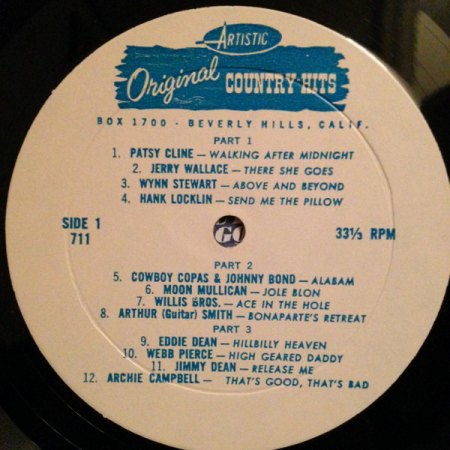 ARTISTIC
Original COUNTRY HITS
BOX 1700 - BEVERLY HILLS, CALIF.
PART 1
1. PATSY CLINE — WALKING AFTER MIDNIGHT
2. JERRY WALLACE — THERE SHE GOES
3. WYNN STEWART — ABOVE AND BEYOND
4. HANK LOCKLIN — SEND ME THE PILLOW
SIDE 1
711
33⅓ RPM
PART 2
5. COWBOY COPAS & JOHNNY BOND — ALABAM
6. MOON MULLICAN — JOLE BLON
7. WILLIS BROS. — ACE IN THE HOLE
8. ARTHUR (Guitar) SMITH — BONAPARTE'S RETREAT
PART 3
9. EDDIE DEAN — HILLBILLY HEAVEN
10. WEBB PIERCE — HIGH GEARED DADDY
11. JIMMY DEAN — RELEASE ME
12. ARCHIE CAMPBELL — THAT'S GOOD, THAT'S BAD